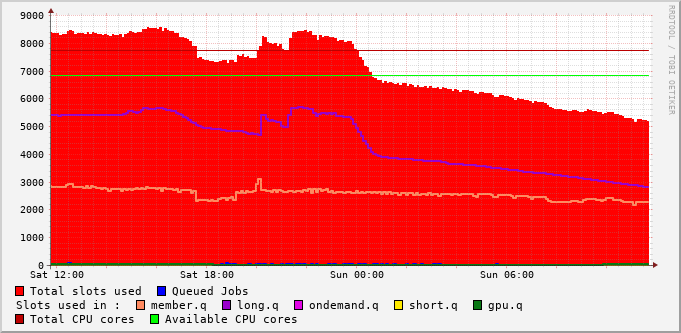 RRDTOOL / TOBI OETIKER
9000
8000
7000
6000
5000
4000
3000
2000
1000
0
Sat 12:00 Sat 18:00 Sun 00:00 Sun 06:00
Total slots used Queued Jobs
Slots used in : member.q long.q ondemand.q short.q gpu.q
Total CPU cores Available CPU cores